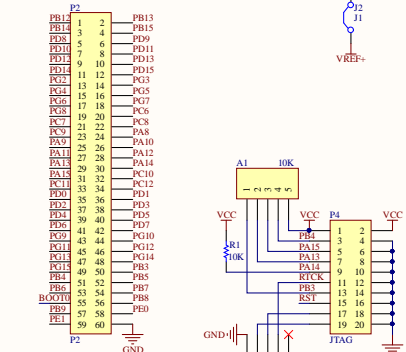 P2
PB12 1 2 PB13
PB14 3 4 PB15
PD8 5 6 PD9
PD10 7 8 PD11
PD12 9 10 PD13
PD14 11 12 PD15
PG2 13 14 PG3
PG4 15 16 PG5
PG6 17 18 PG7
PG8 19 20 PC6
PC7 21 22 PC8
PC9 23 24 PA8
PA9 25 26 PA10
PA11 27 28 PA12
PA13 29 30 PA14
PA15 31 32 PC10
PC11 33 34 PC12
PD0 35 36 PD1
PD2 37 38 PD3
PD4 39 40 PD5
PD6 41 42 PD7
PG9 43 44 PG10
PG11 45 46 PG12
PG13 47 48 PG14
PG15 49 50 PB3
PB4 51 52 PB5
PB6 53 54 PB7
BOOT0 55 56 PB8
PB9 57 58 PE0
PE1 59 60
P2
GND
J2
J1
VREF+
A1 10K
1 2 3 4 5
VCC
VCC
P4
VCC
R1
10K
1 2
PB4 3 4
PA15 5 6
PA13 7 8
PA14 9 10
RTCK 11 12
PB3 13 14
RST 15 16
17 18
19 20
JTAG
GND